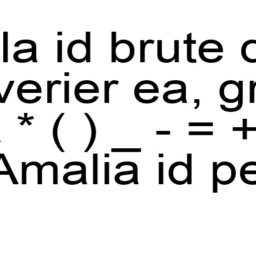 la id brute
verier ea, gr
* ( ) _ - = +
Amalia id pe